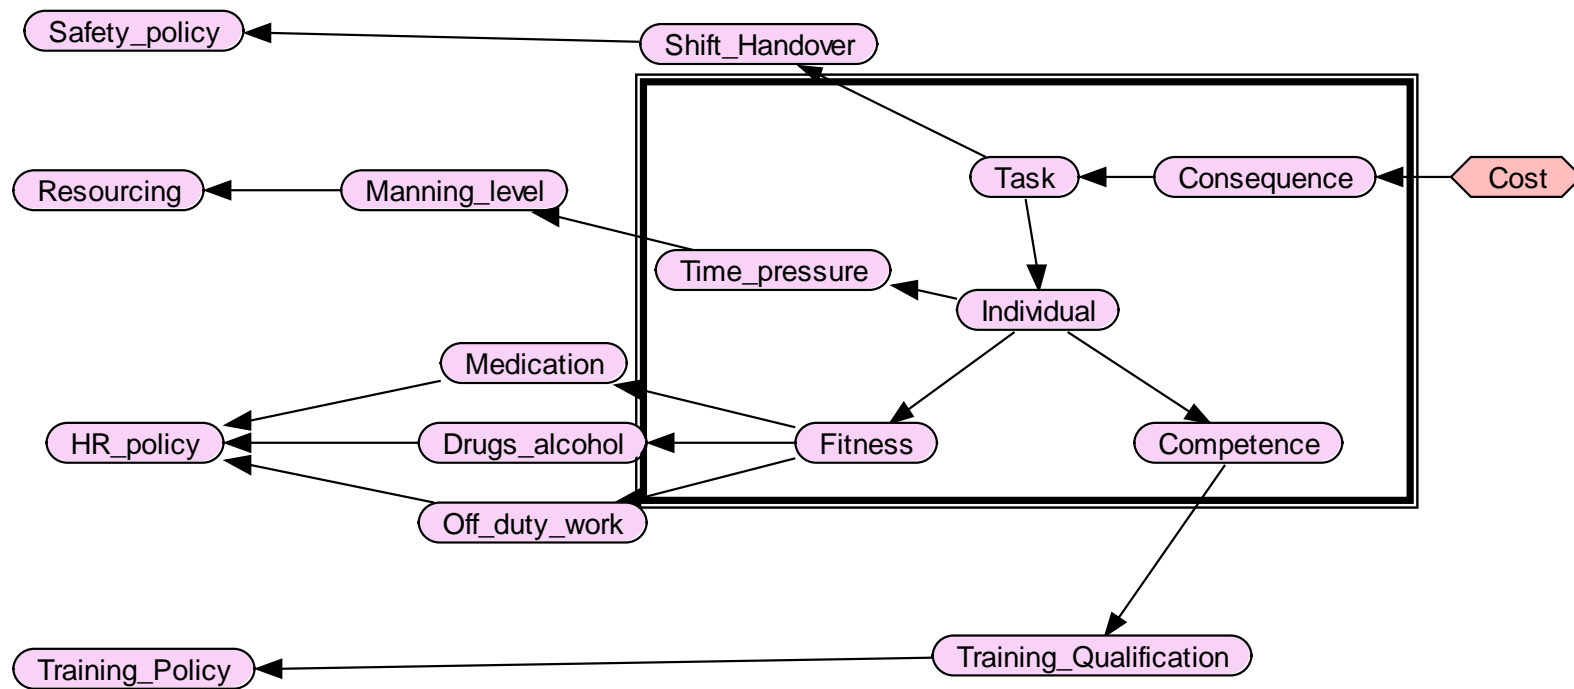 Safety_policy
Shift_Handover
Resourcing
Manning_level
Task
Consequence
Cost
Time_pressure
Individual
Medication
HR_policy
Drugs_alcohol
Fitness
Competence
Off_duty_work
Training_Policy
Training_Qualification